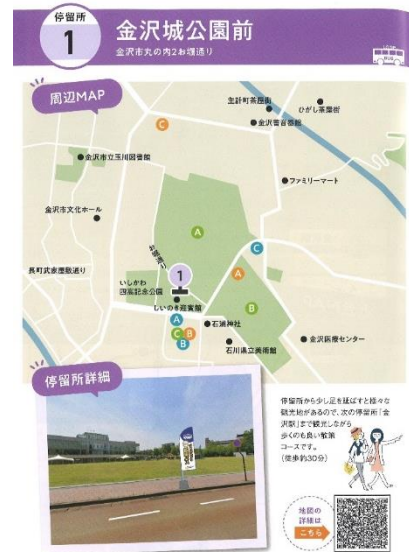 停留所
1
金沢城公園前
金沢市丸の内2お堀通り
周辺MAP
主計町茶屋街
ひがし茶屋街
金沢蓄音器館
C
金沢市立玉川図書館
ファミリーマート
金沢市文化ホール
A
お堀通り
C
長町武家屋敷通り
1
A
いしかわ
四高記念公園
B
しいのき迎賓館
A
C B
B
石浦神社
石川県立美術館
金沢医療センター
停留所詳細
停留所から少し足を延ばすと様々な
観光地があるので、次の停留所「金
沢駅」まで観光しながら
歩くのも良い散策
コースです。
(徒歩約30分)
地図の
詳細は
こちら